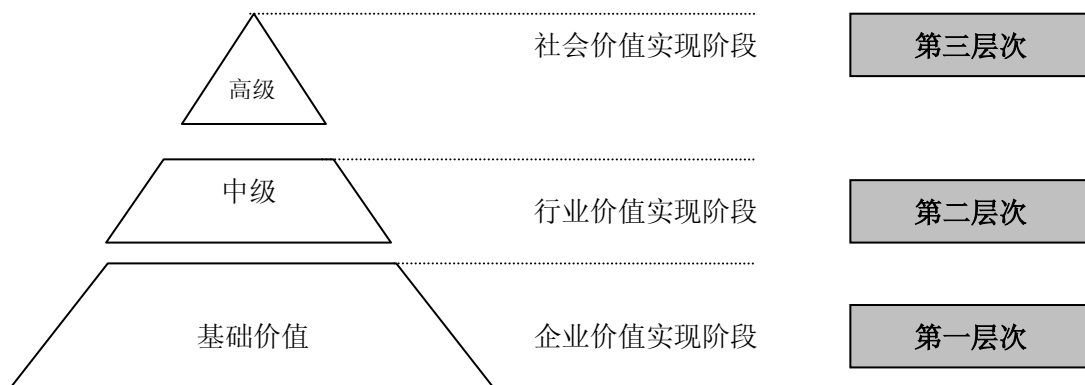 社会价值实现阶段
第三层次
高级
中级
行业价值实现阶段
第二层次
基础价值
企业价值实现阶段
第一层次